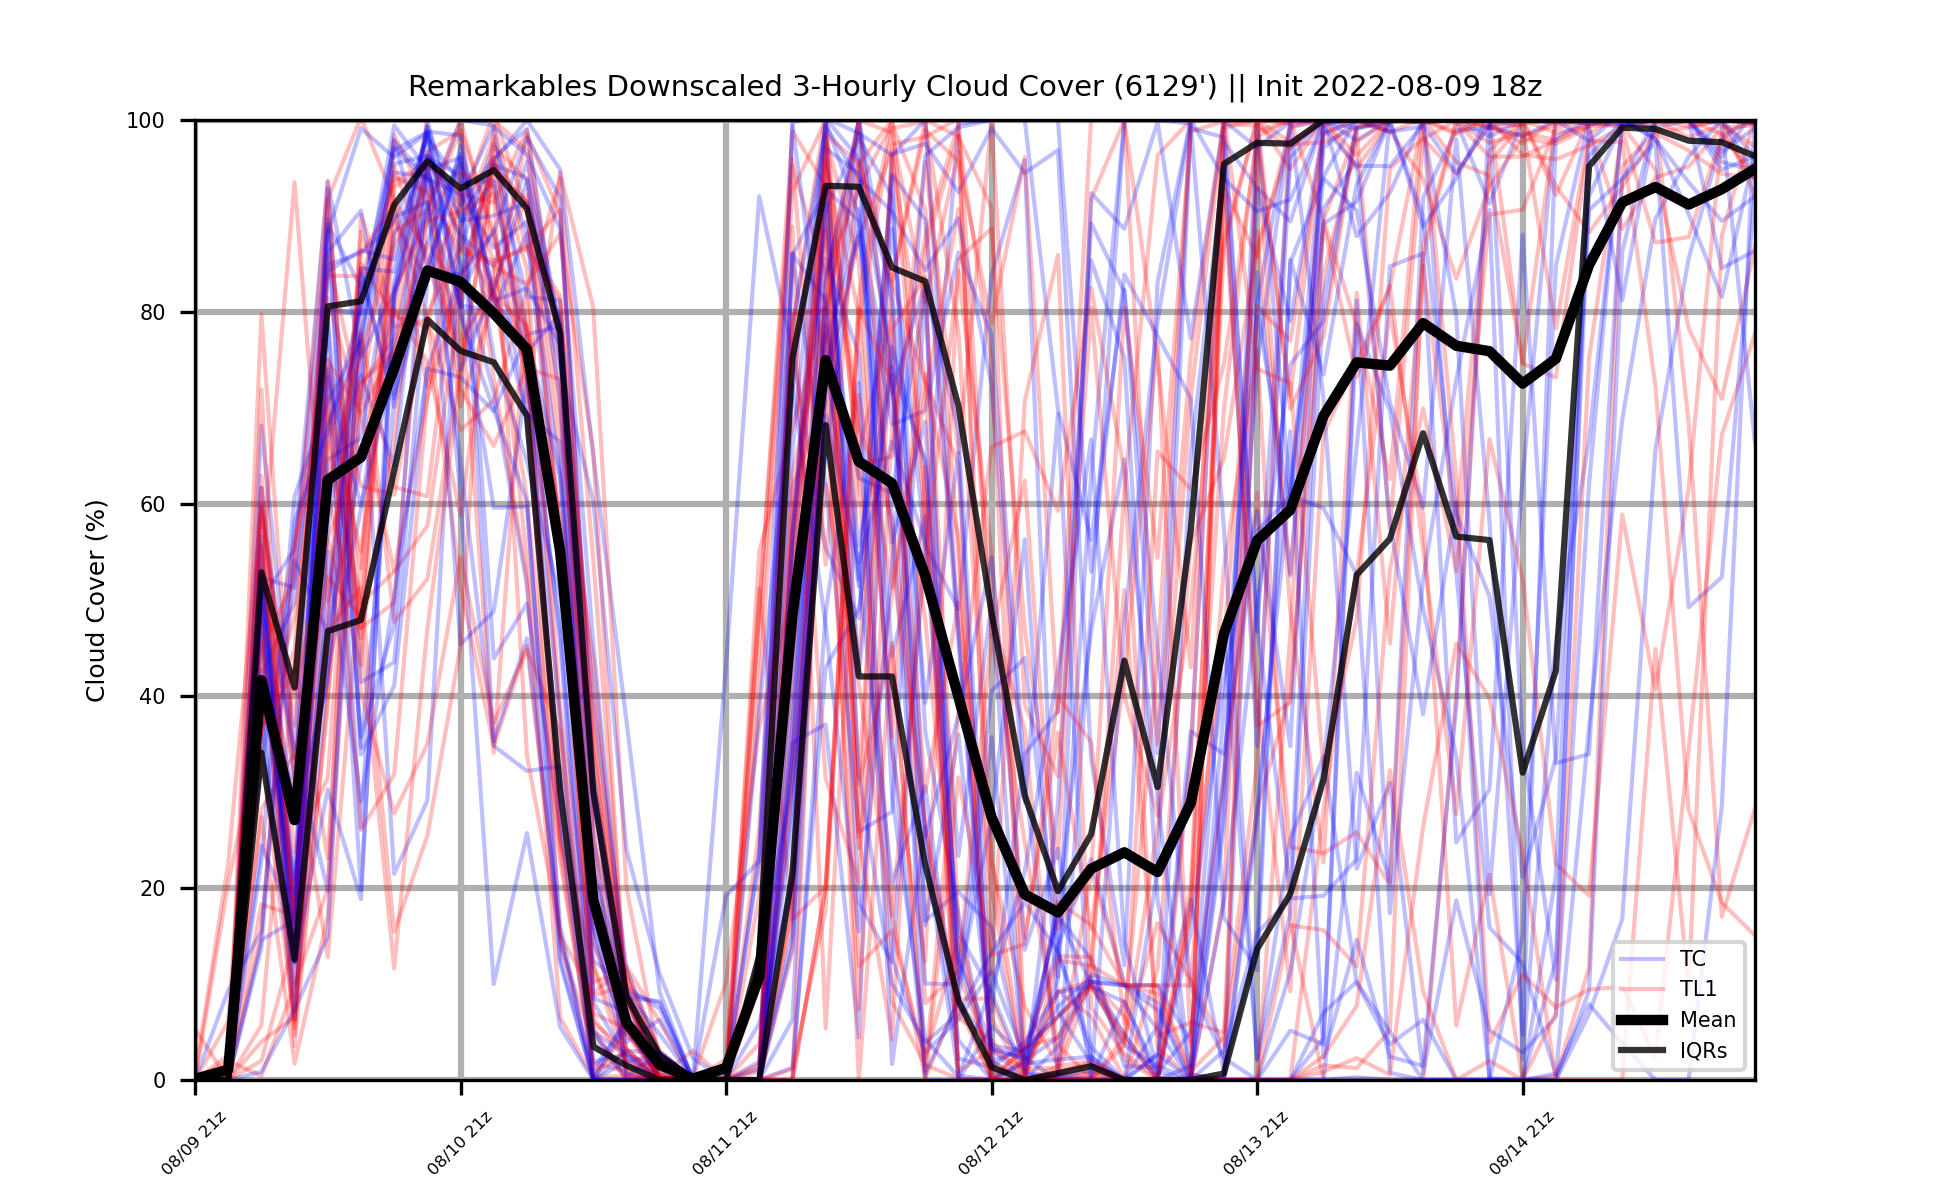 Remarkables Downscaled 3-Hourly Cloud Cover (6129') || Init 2022-08-09 18z
Cloud Cover (%)
100
80
60
40
20
0
08/09 21z
08/10 21z
08/11 21z
08/12 21z
08/13 21z
08/14 21z
TC
TL1
Mean
IQRs